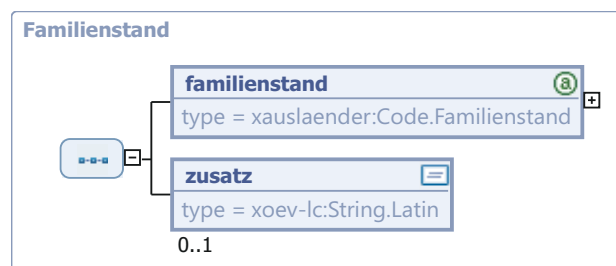 Familienstand
familienstand
type = xauslaender:Code.Familienstand
zusatz
type = xoev-lc:String.Latin
0..1